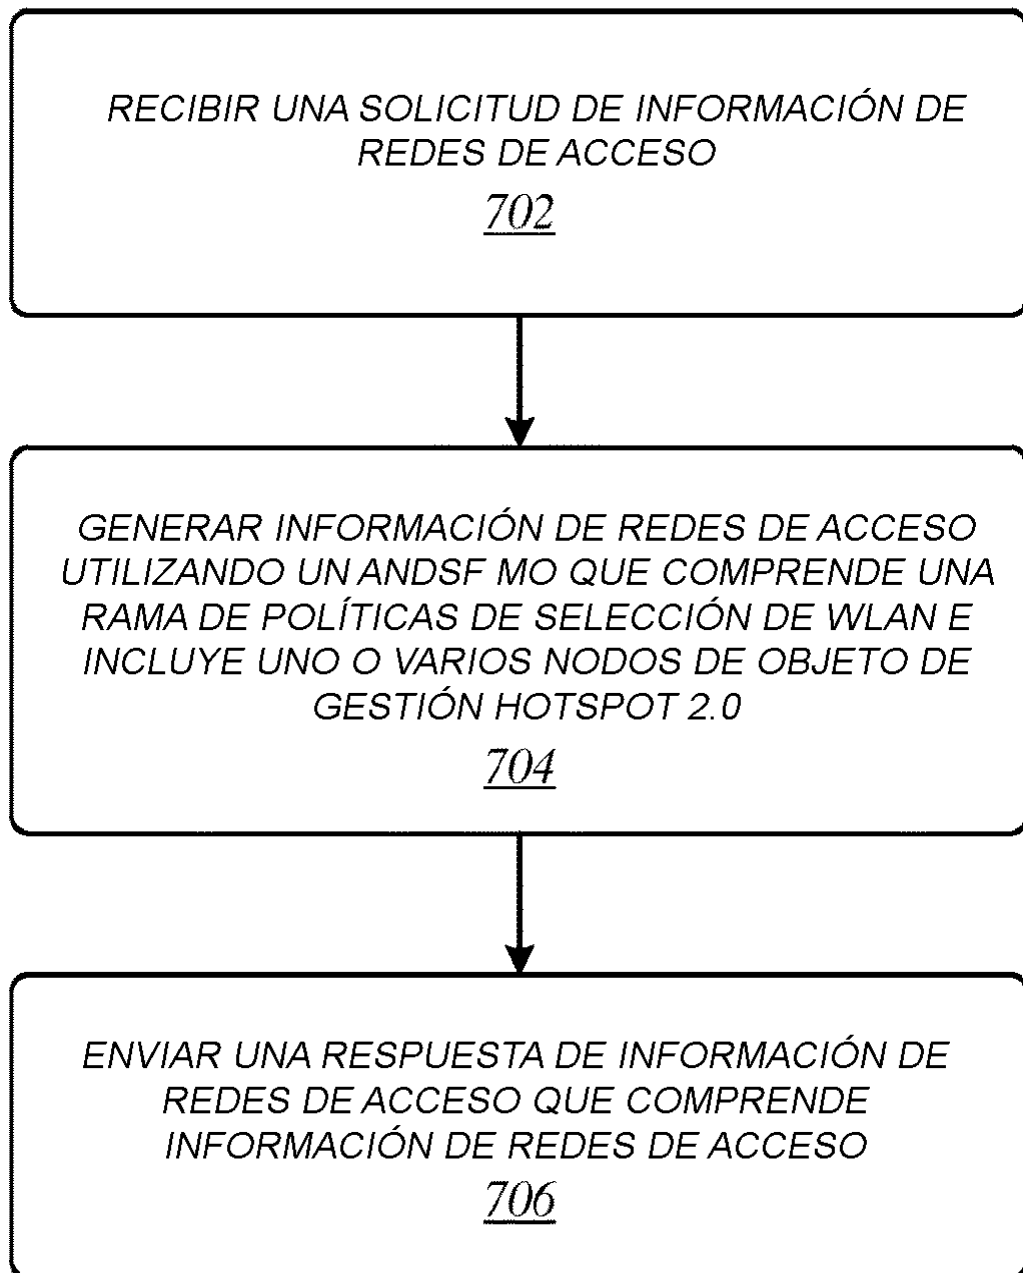 RECIBIR UNA SOLICITUD DE INFORMACIÓN DE
REDES DE ACCESO
702
GENERAR INFORMACIÓN DE REDES DE ACCESO
UTILIZANDO UN ANDSF MO QUE COMPRENDE UNA
RAMA DE POLÍTICAS DE SELECCIÓN DE WLAN E
INCLUYE UNO O VARIOS NODOS DE OBJETO DE
GESTIÓN HOTSPOT 2.0
704
ENVIAR UNA RESPUESTA DE INFORMACIÓN DE
REDES DE ACCESO QUE COMPRENDE
INFORMACIÓN DE REDES DE ACCESO
706